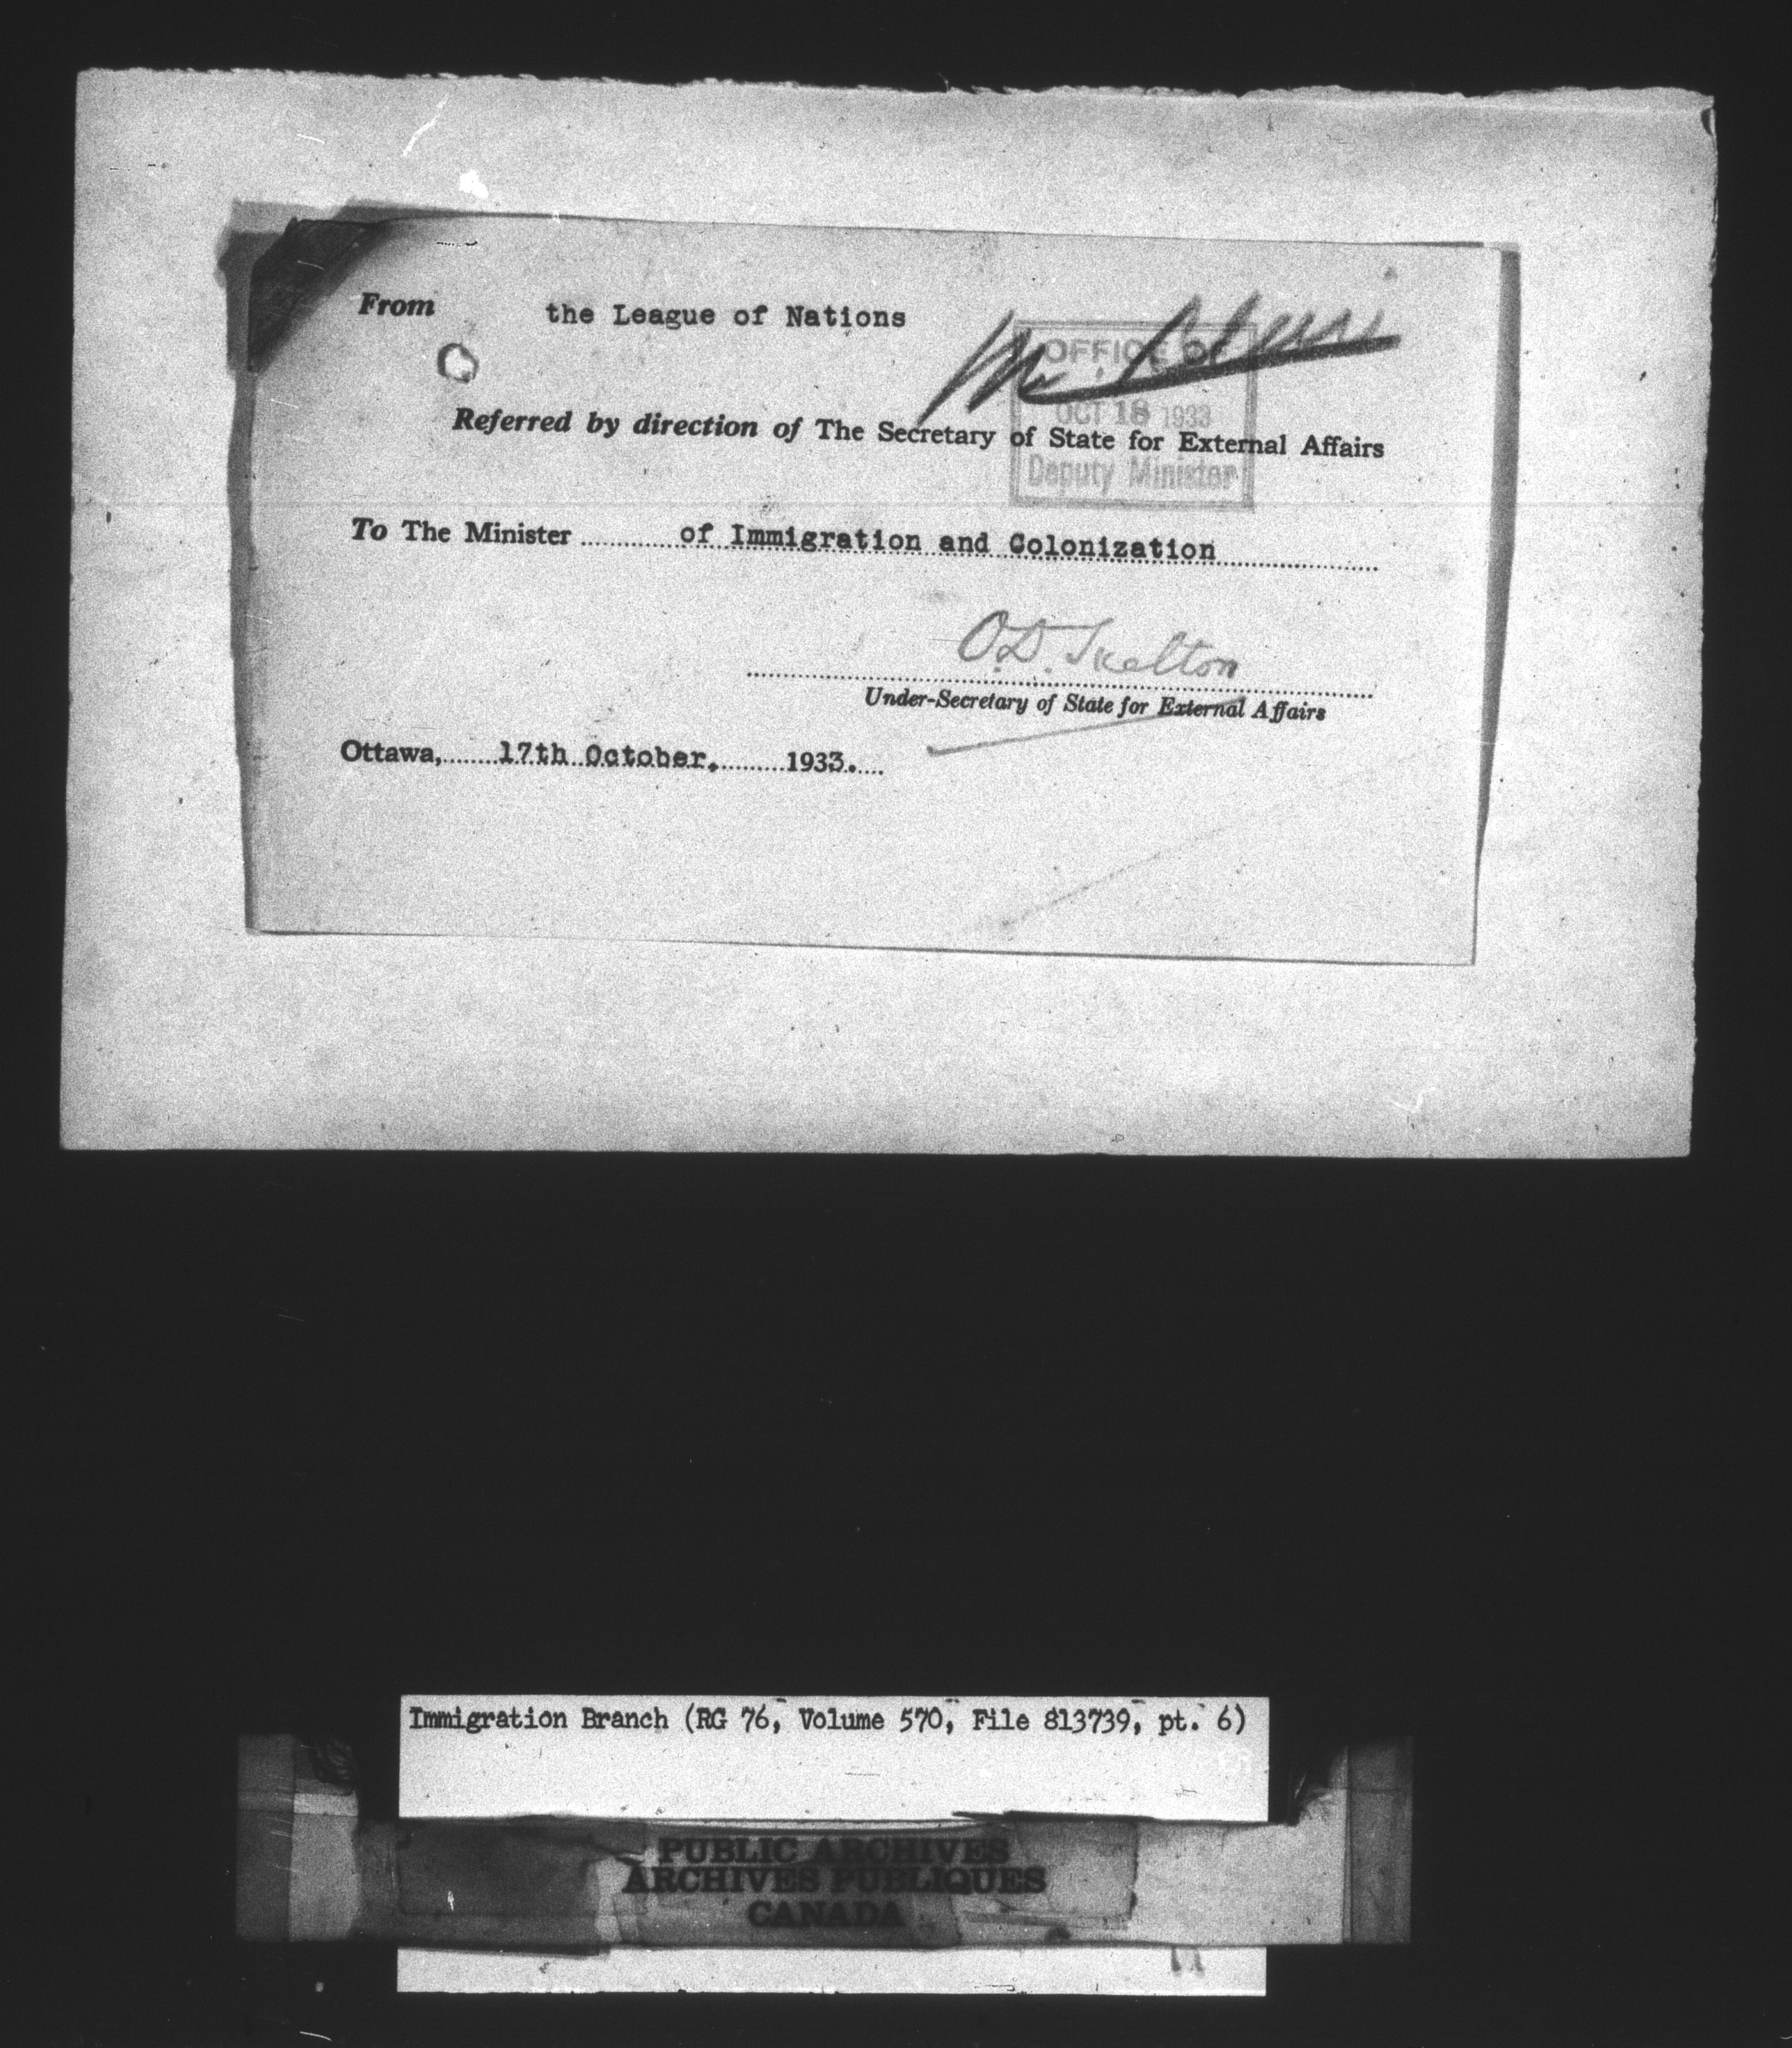 From the League of Nations
Mr. Blair
OFFICE OF
OCT 18 1933
Deputy Minister
Referred by direction of The Secretary of State for External Affairs
To The Minister of Immigration and Colonization
O.D. Skelton
Under-Secretary of State for External Affairs
Ottawa, 17th October, 1933.
Immigration Branch (RG 76, Volume 570, File 813739, pt. 6)
PUBLIC ARCHIVES
ARCHIVES PUBLIQUES
CANADA